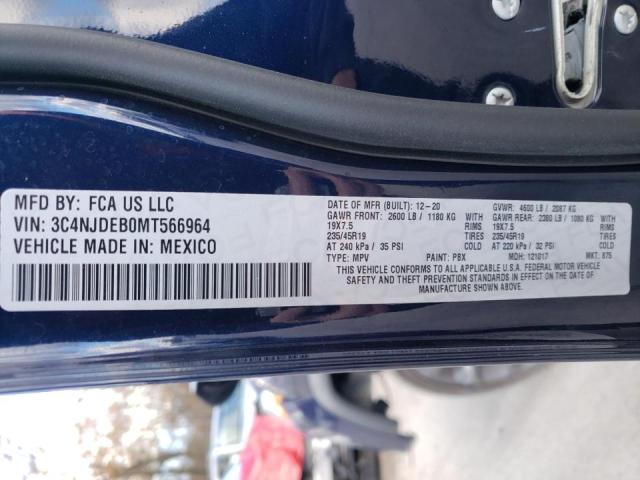 MFD BY: FCA US LLC
VIN: 3C4NJDEB0MT566964
VEHICLE MADE IN: MEXICO
DATE OF MFR (BUILT): 12-20 GVWR: 4600 LB / 2087 KG
GAWR FRONT: 2600 LB / 1180 KG GAWR REAR: 2380 LB / 1080 KG
19X7.5 RIMS 19X7.5 RIMS
235/45R19 TIRES 235/45R19 TIRES
AT 240 kPa / 35 PSI AT 220 kPa / 32 PSI
TYPE: MPV PAINT: PBX MDH: 121017 MKT: 875
THIS VEHICLE CONFORMS TO ALL APPLICABLE U.S.A. FEDERAL MOTOR VEHICLE
SAFETY AND THEFT PREVENTION STANDARDS IN EFFECT ON THE DATE OF
MANUFACTURE SHOWN ABOVE.